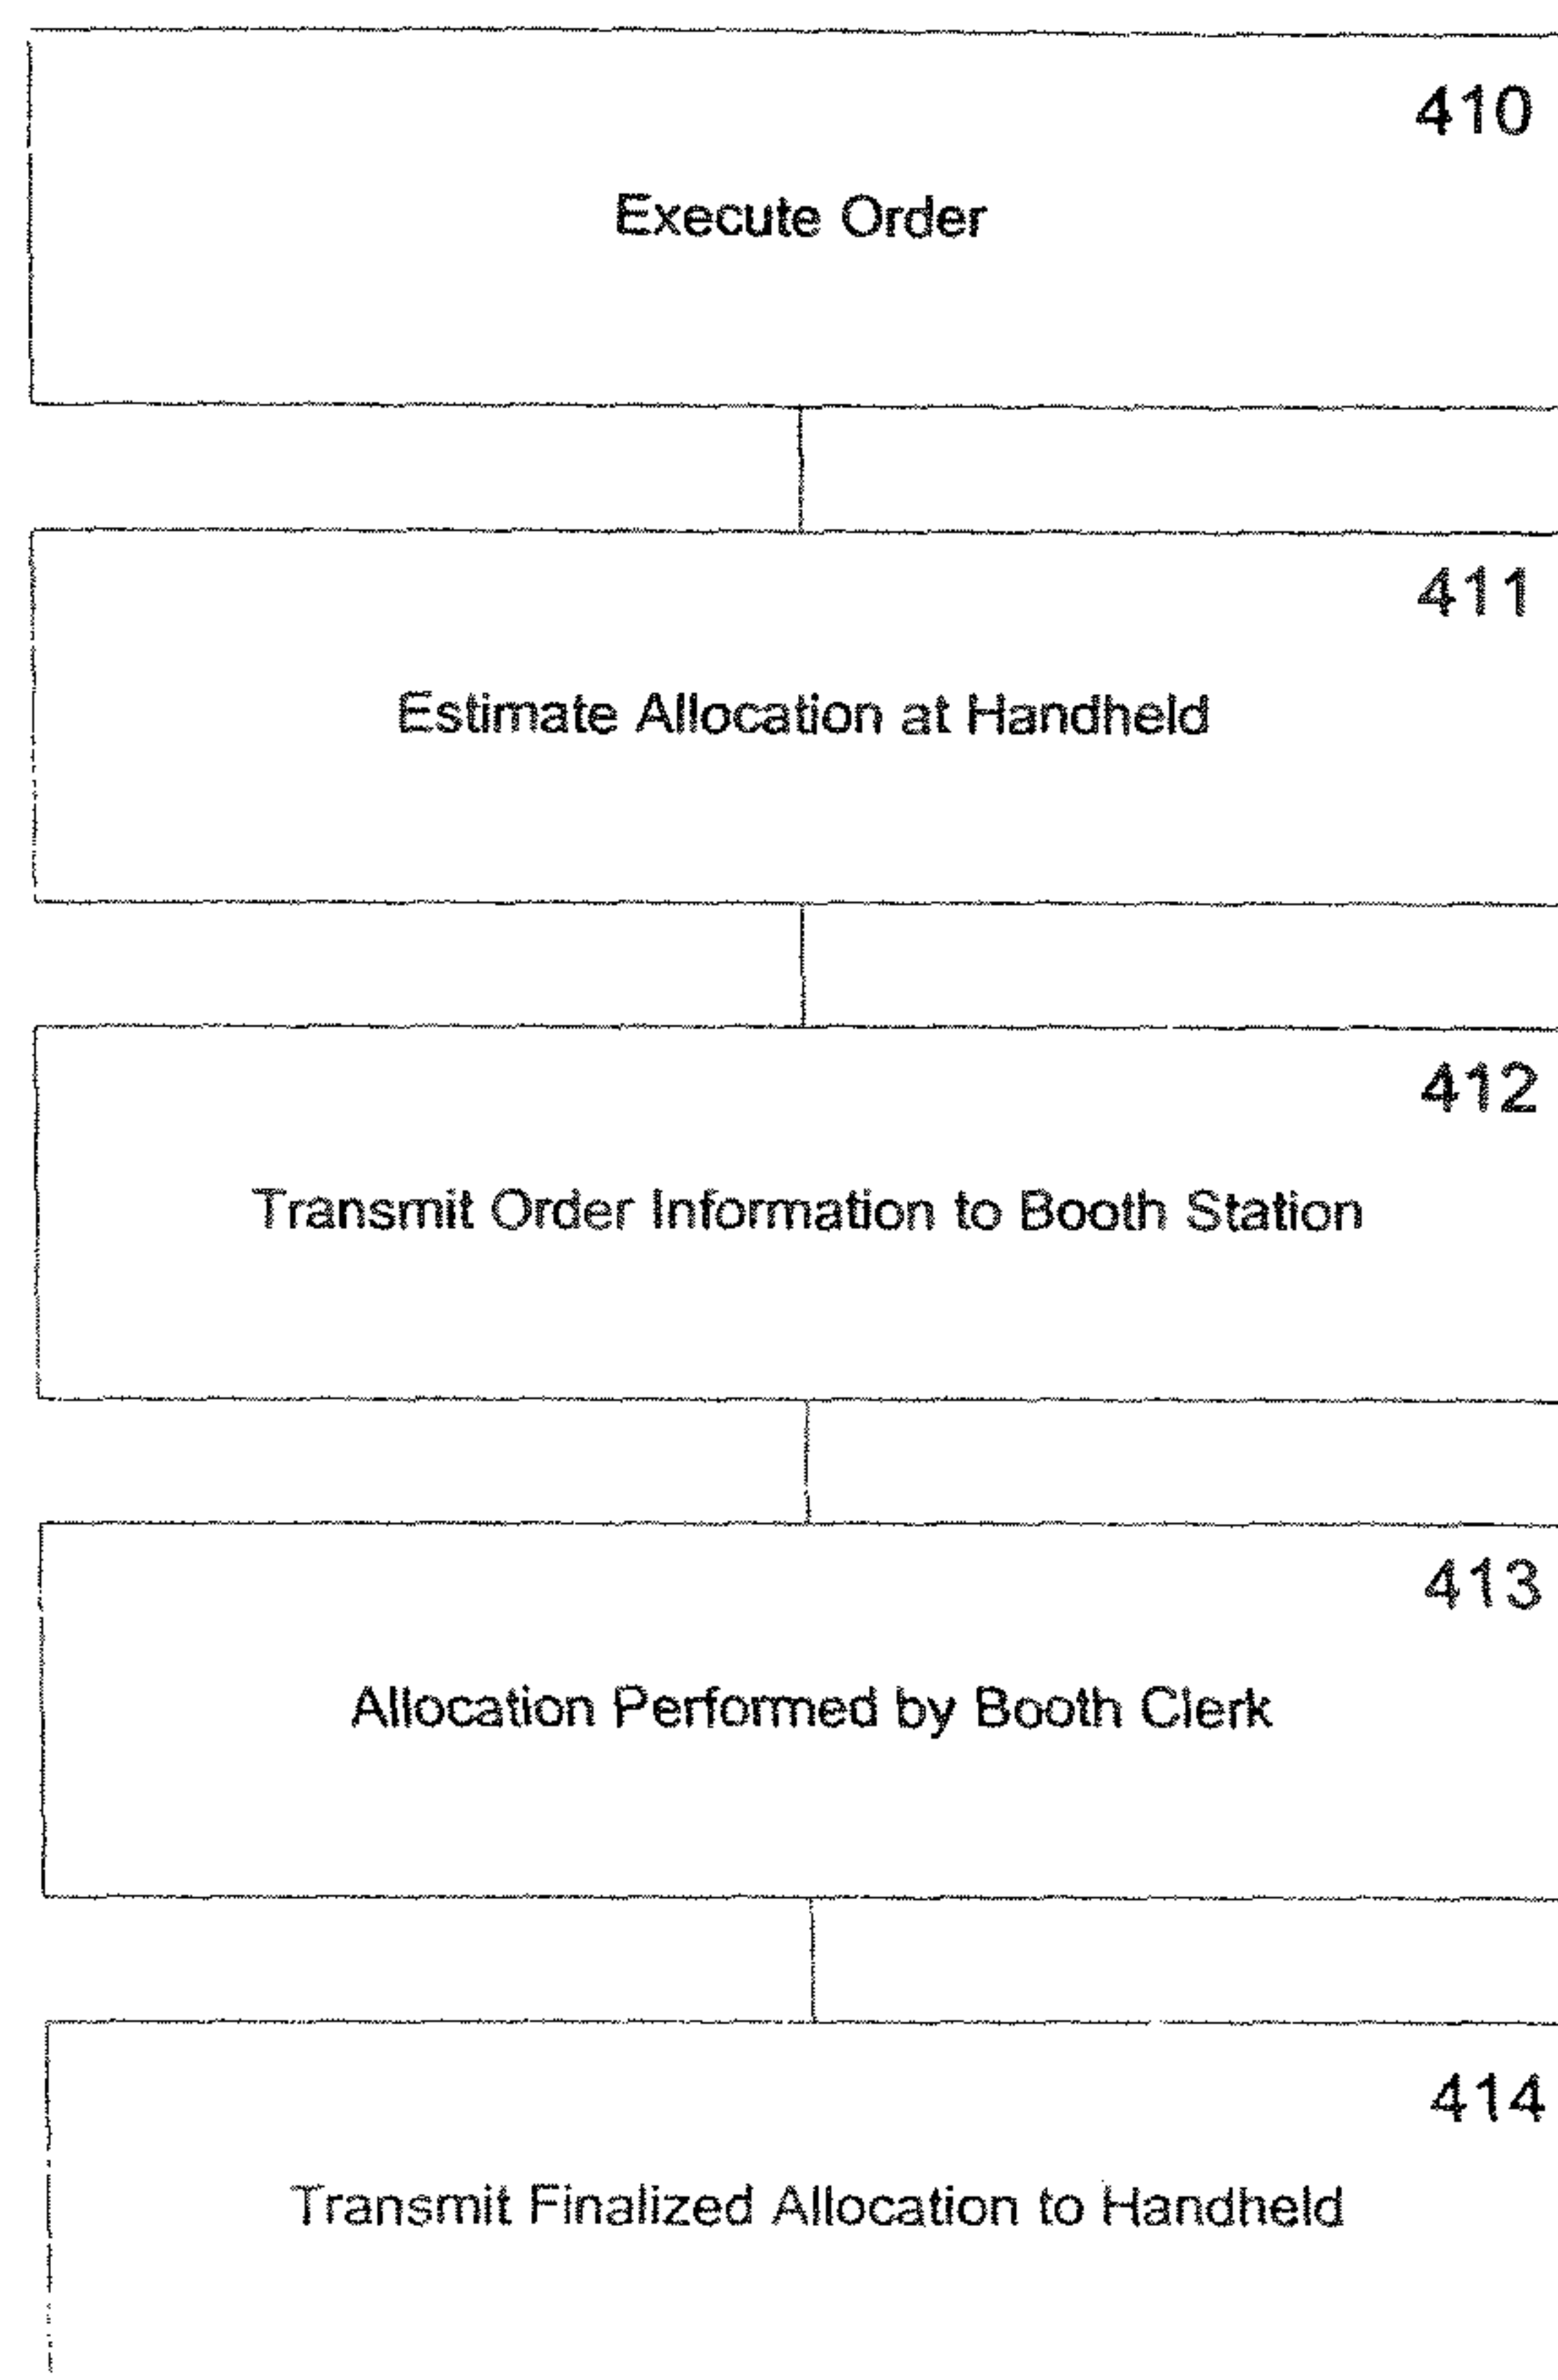 410
Execute Order
411
Estimate Allocation at Handheld
412
Transmit Order Information to Booth Station
413
Allocation Performed by Booth Clerk
414
Transmit Finalized Allocation to Handheld